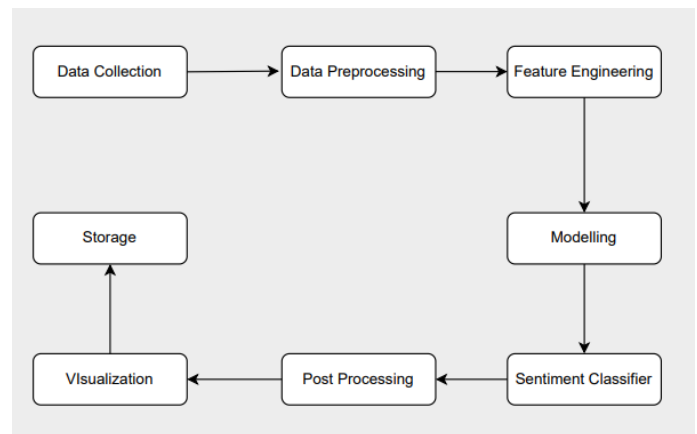 Data Collection
Data Preprocessing
Feature Engineering
Storage
Modelling
VIsualization
Post Processing
Sentiment Classifier